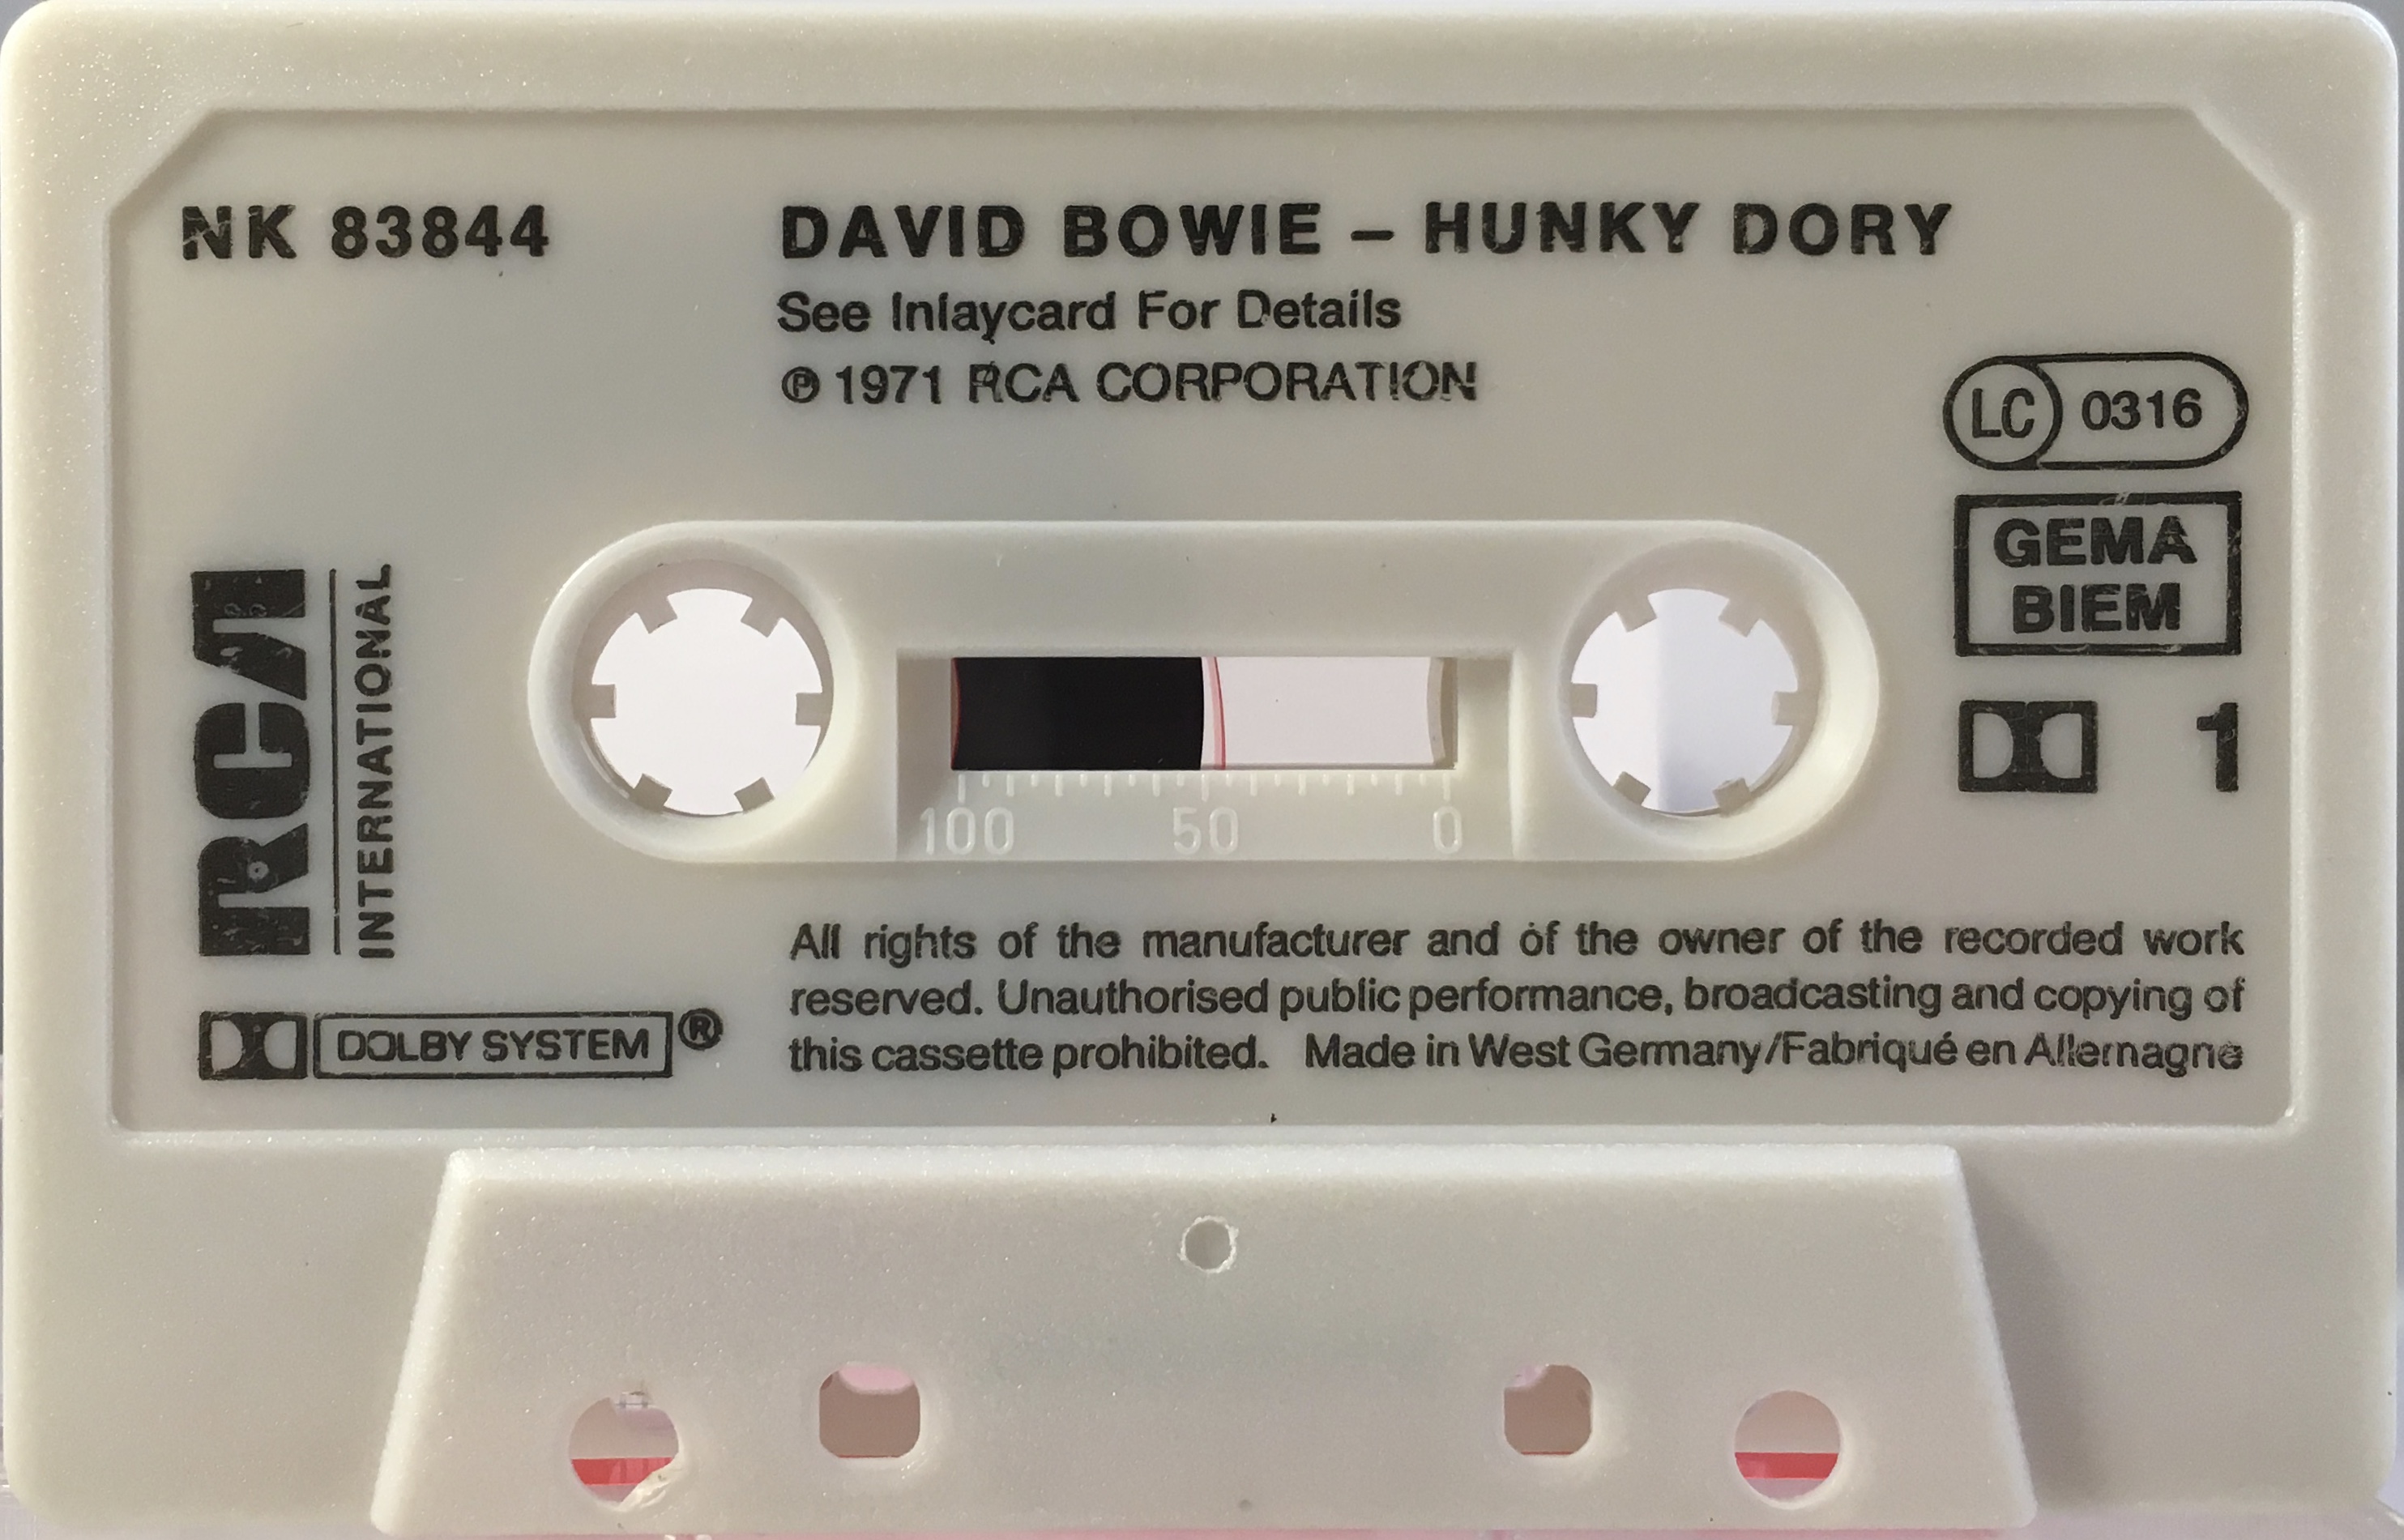 NK 83844
DAVID BOWIE – HUNKY DORY
See Inlaycard For Details
℗ 1971 RCA CORPORATION
LC 0316
GEMA
BIEM
1
RCA
INTERNATIONAL
100 50 0
DOLBY SYSTEM ®
All rights of the manufacturer and of the owner of the recorded work
reserved. Unauthorised public performance, broadcasting and copying of
this cassette prohibited. Made in West Germany/Fabriqué en Allemagne